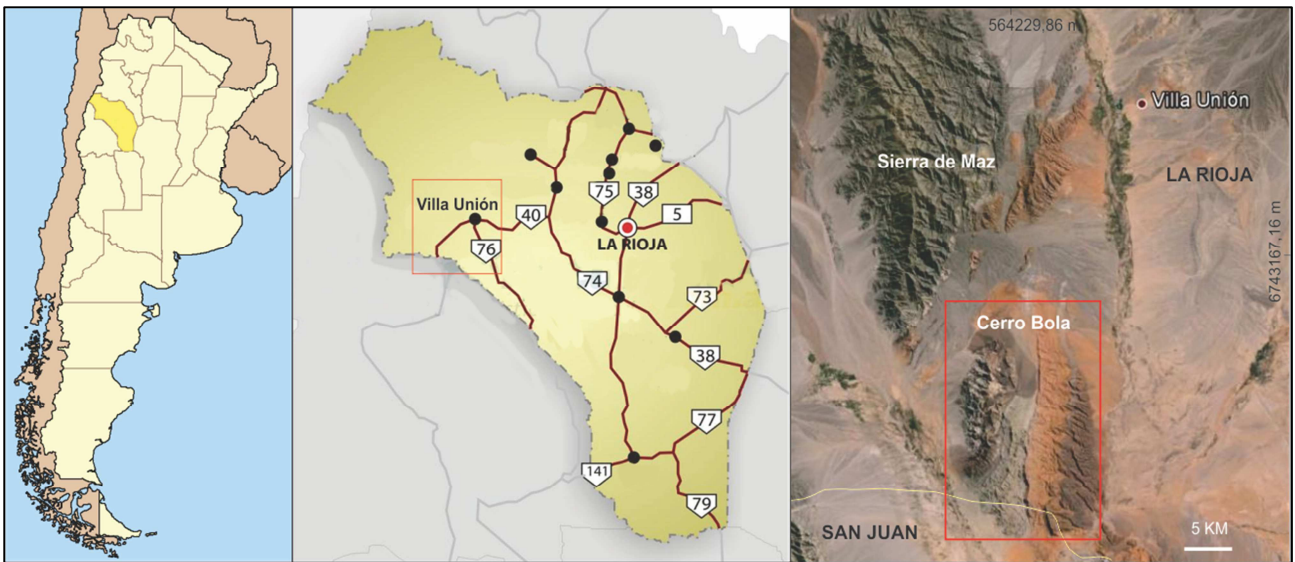 Villa Unión
40
76
75
38
5
LA RIOJA
74
73
38
77
141
79
564229,86 m
Villa Unión
Sierra de Maz
LA RIOJA
6743167,16 m
Cerro Bola
SAN JUAN
5 KM